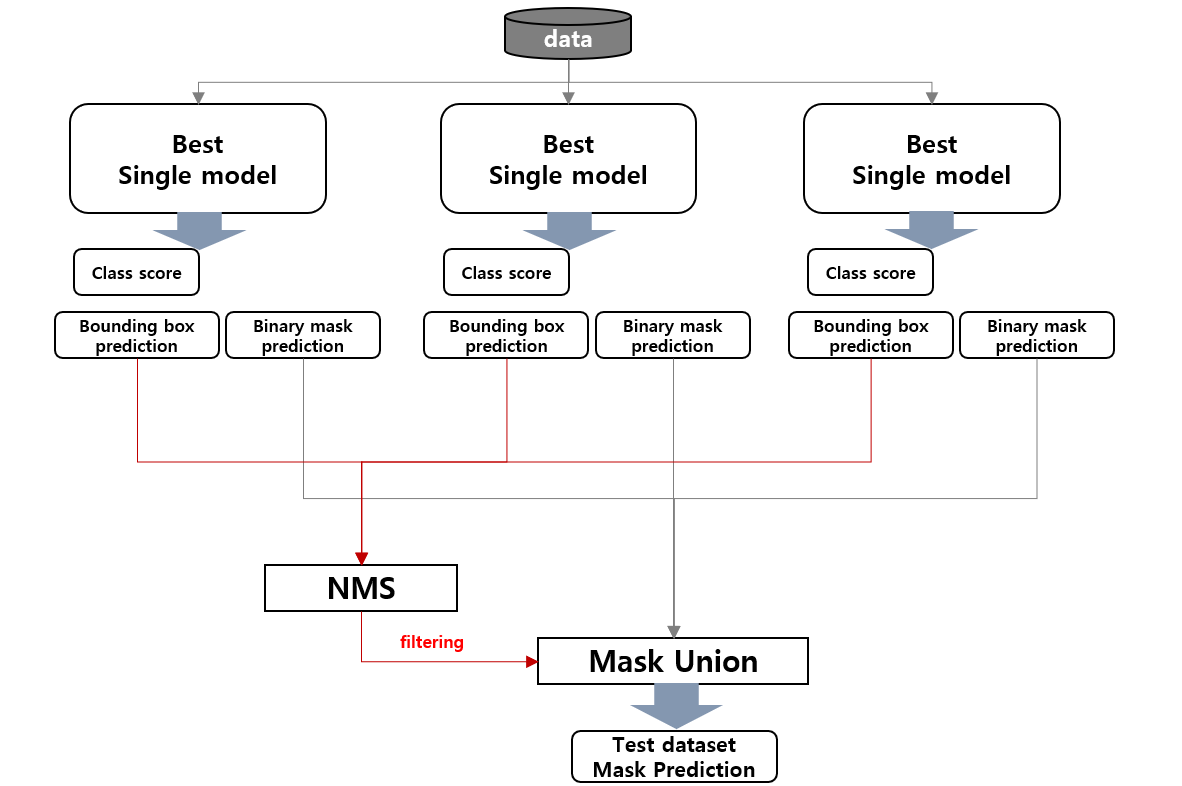 data
Best
Single model
Best
Single model
Best
Single model
Class score
Class score
Class score
Bounding box
prediction
Binary mask
prediction
Bounding box
prediction
Binary mask
prediction
Bounding box
prediction
Binary mask
prediction
NMS
filtering
Mask Union
Test dataset
Mask Prediction